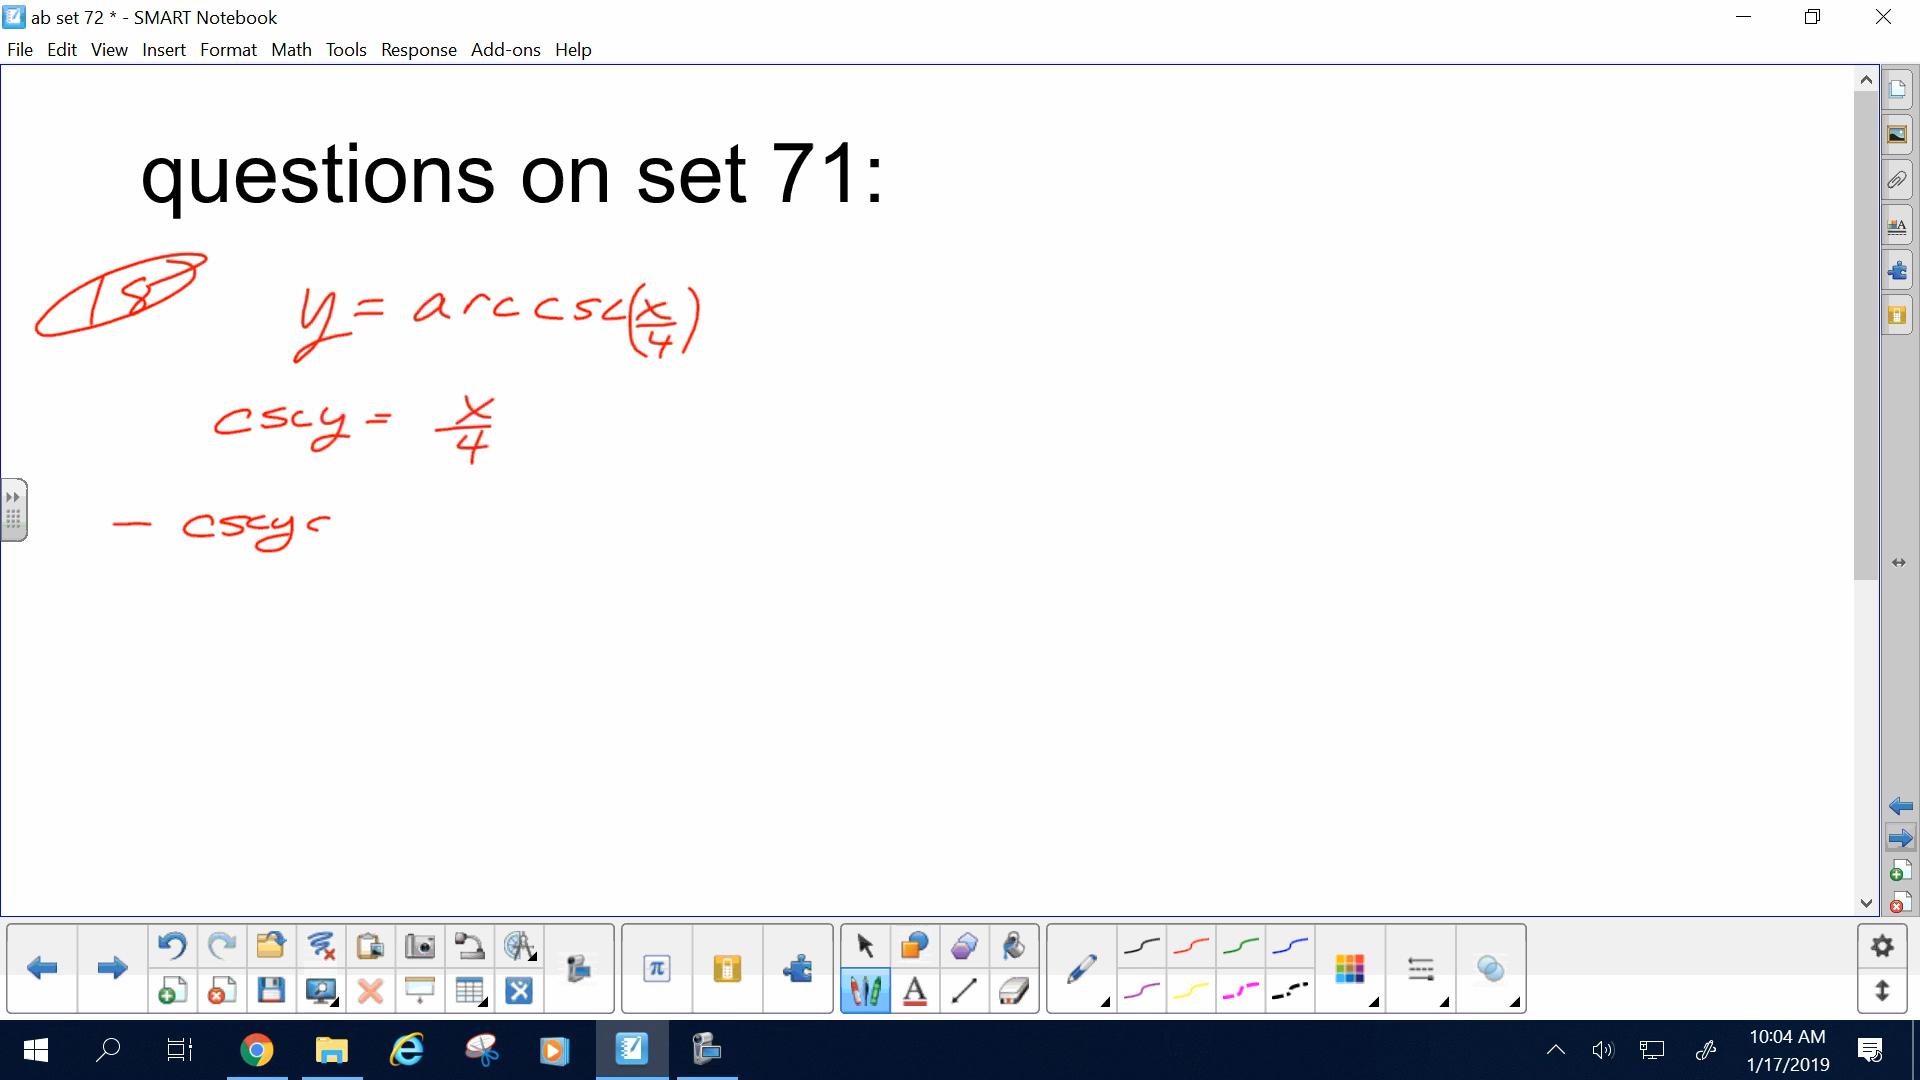 ab set 72 * - SMART Notebook
File Edit View Insert Format Math Tools Response Add-ons Help
questions on set 71:
18
y = arccsc(x/4)
cscy = x/4
- cscyc
π
A
A
10:04 AM
1/17/2019